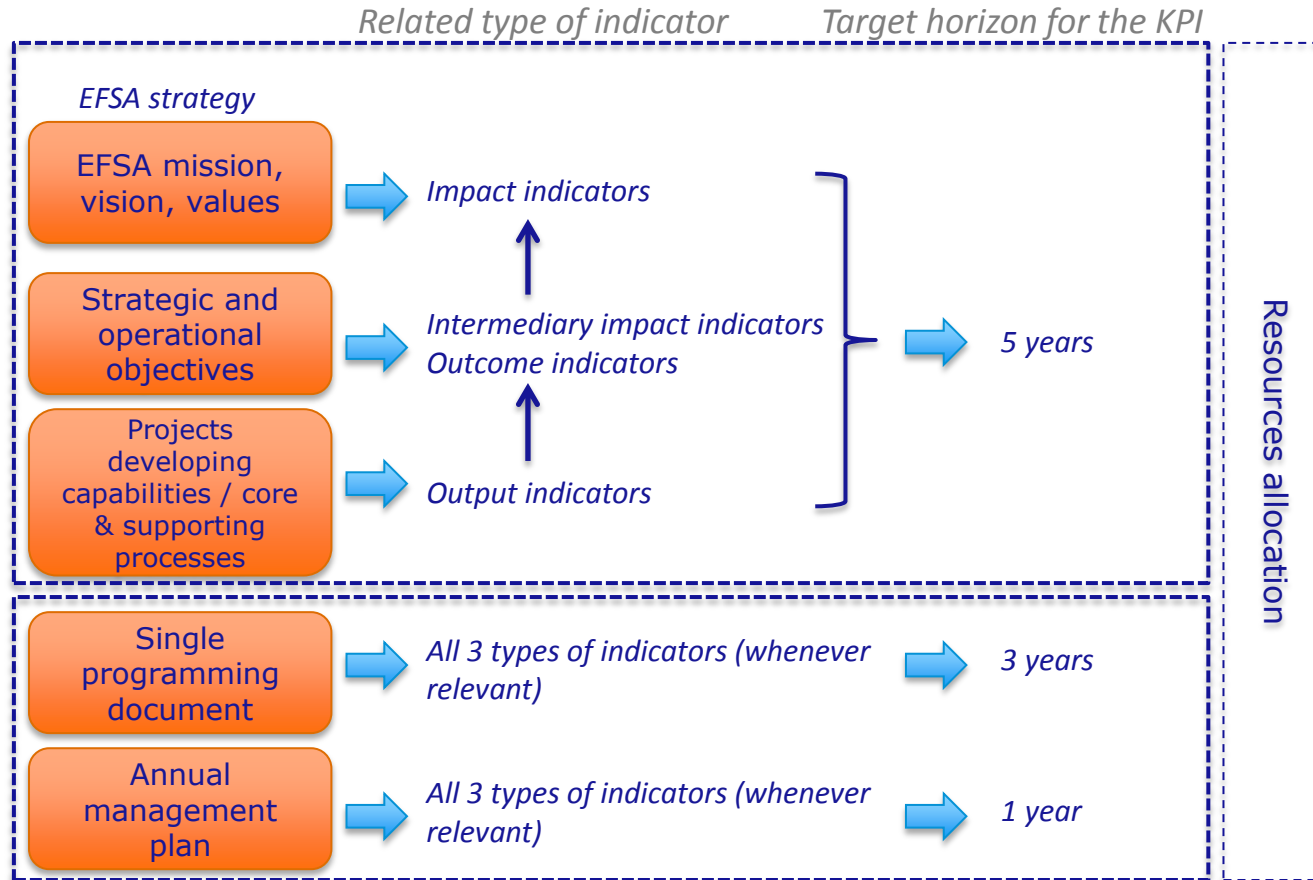 Related type of indicator
Target horizon for the KPI
EFSA strategy
EFSA mission,
vision, values
Impact indicators
Strategic and
operational
objectives
Intermediary impact indicators
Outcome indicators
5 years
Projects
developing
capabilities / core
& supporting
processes
Output indicators
Single
programming
document
All 3 types of indicators (whenever
relevant)
3 years
Annual
management
plan
All 3 types of indicators (whenever
relevant)
1 year
Resources allocation